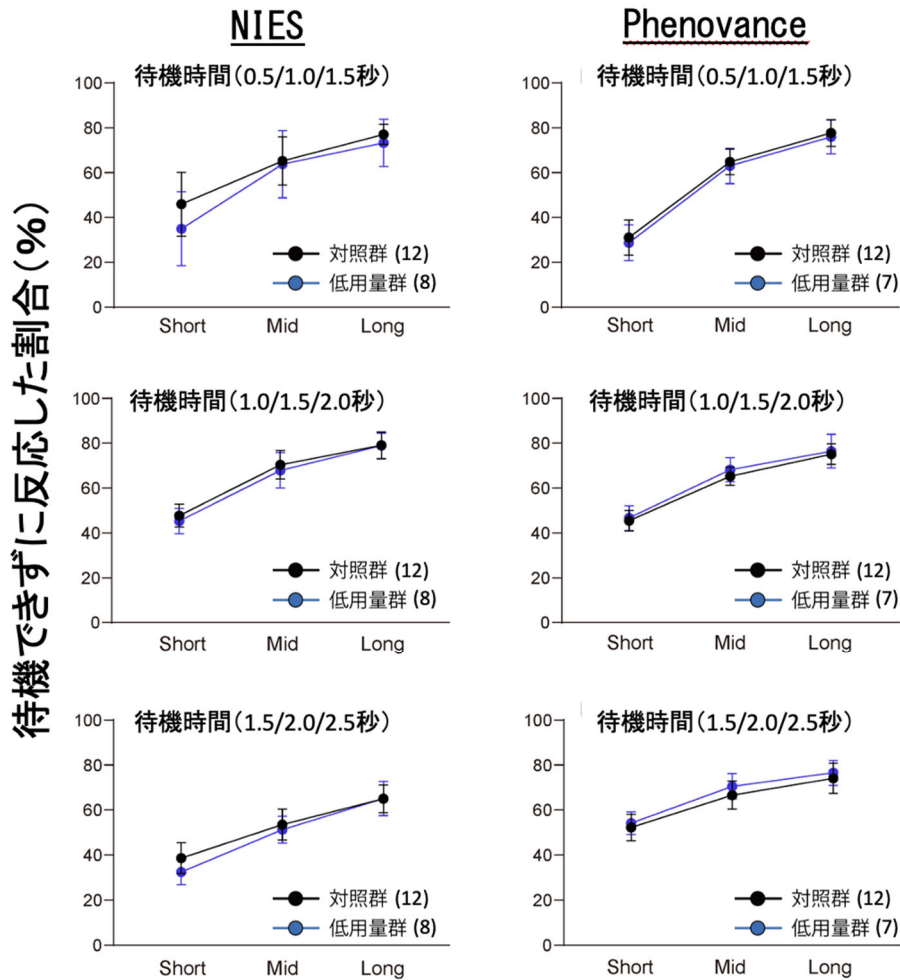 NIES
Phenovance
待機できずに反応した割合(%)
待機時間(0.5/1.0/1.5秒)
100
80
60
40
20
0
対照群 (12)
低用量群 (8)
Short Mid Long
待機時間(0.5/1.0/1.5秒)
100
80
60
40
20
0
対照群 (12)
低用量群 (7)
Short Mid Long
待機時間(1.0/1.5/2.0秒)
100
80
60
40
20
0
対照群 (12)
低用量群 (8)
Short Mid Long
待機時間(1.0/1.5/2.0秒)
100
80
60
40
20
0
対照群 (12)
低用量群 (7)
Short Mid Long
待機時間(1.5/2.0/2.5秒)
100
80
60
40
20
0
対照群 (12)
低用量群 (8)
Short Mid Long
待機時間(1.5/2.0/2.5秒)
100
80
60
40
20
0
対照群 (12)
低用量群 (7)
Short Mid Long